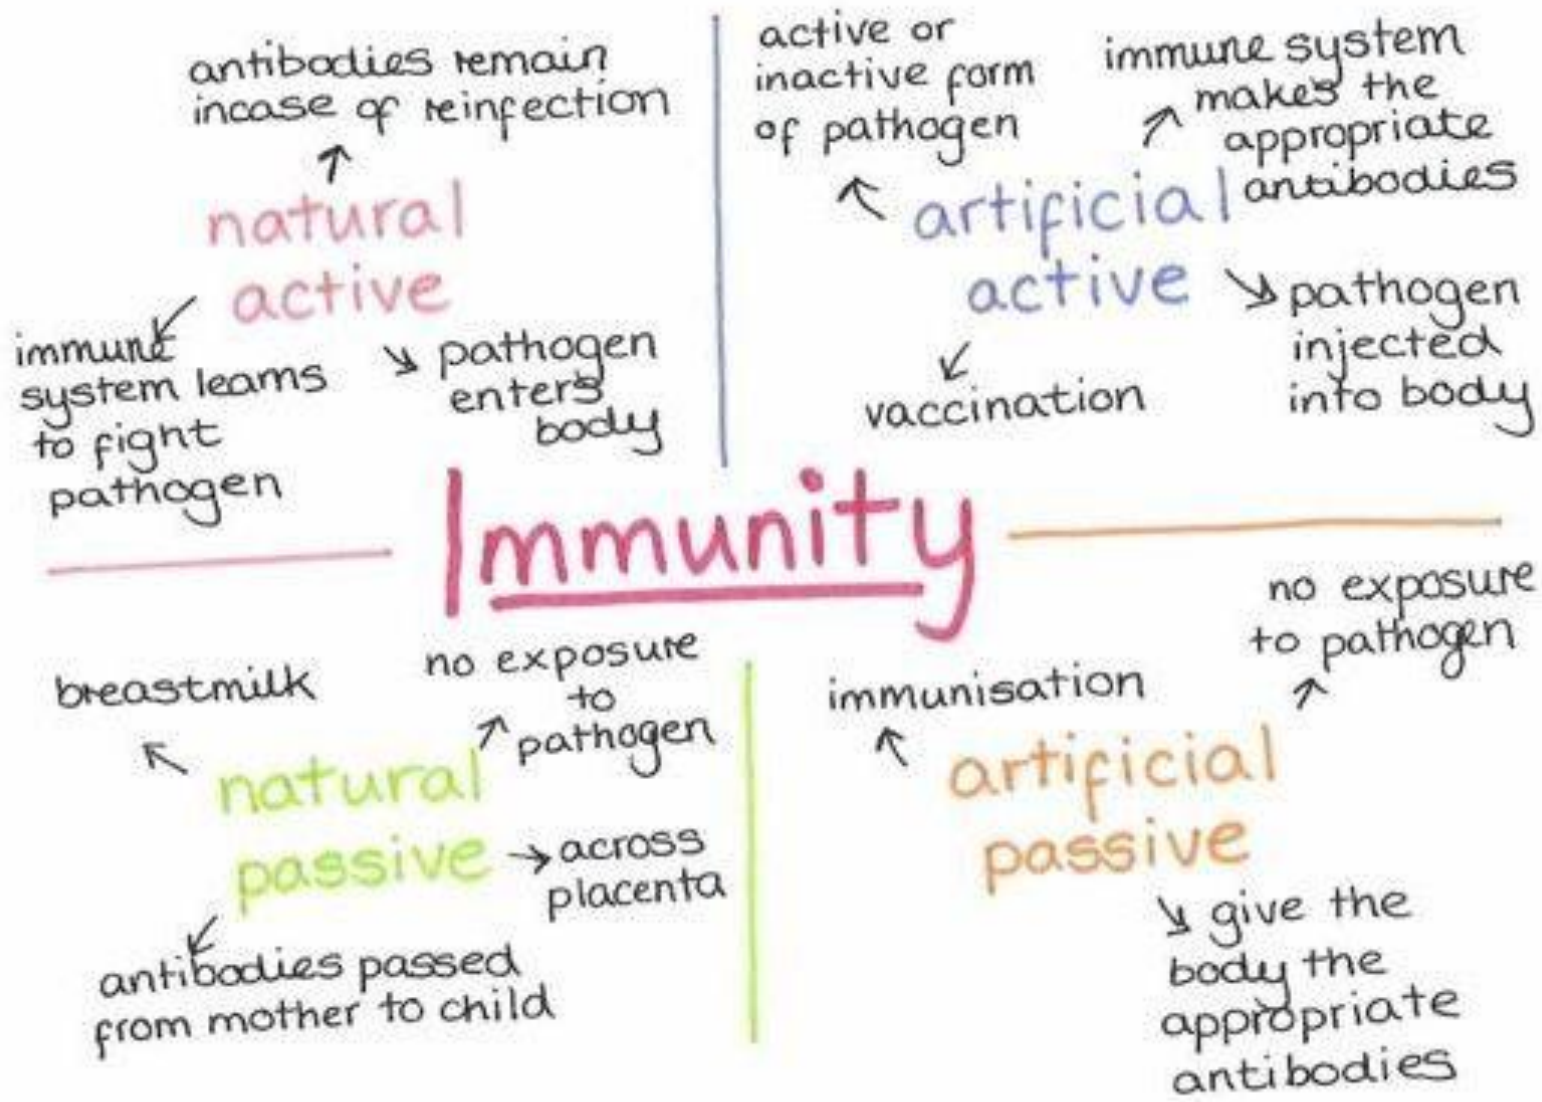 antibodies remain
incase of reinfection
natural
active
immune
system learns
to fight
pathogen
pathogen
enters
body
active or
inactive form
of pathogen
immune system
makes the
appropriate
antibodies
artificial
active
vaccination
pathogen
injected
into body
Immunity
breastmilk
no exposure
to
pathogen
natural
passive
across
placenta
antibodies passed
from mother to child
immunisation
no exposure
to pathogen
artificial
passive
give the
body the
appropriate
antibodies